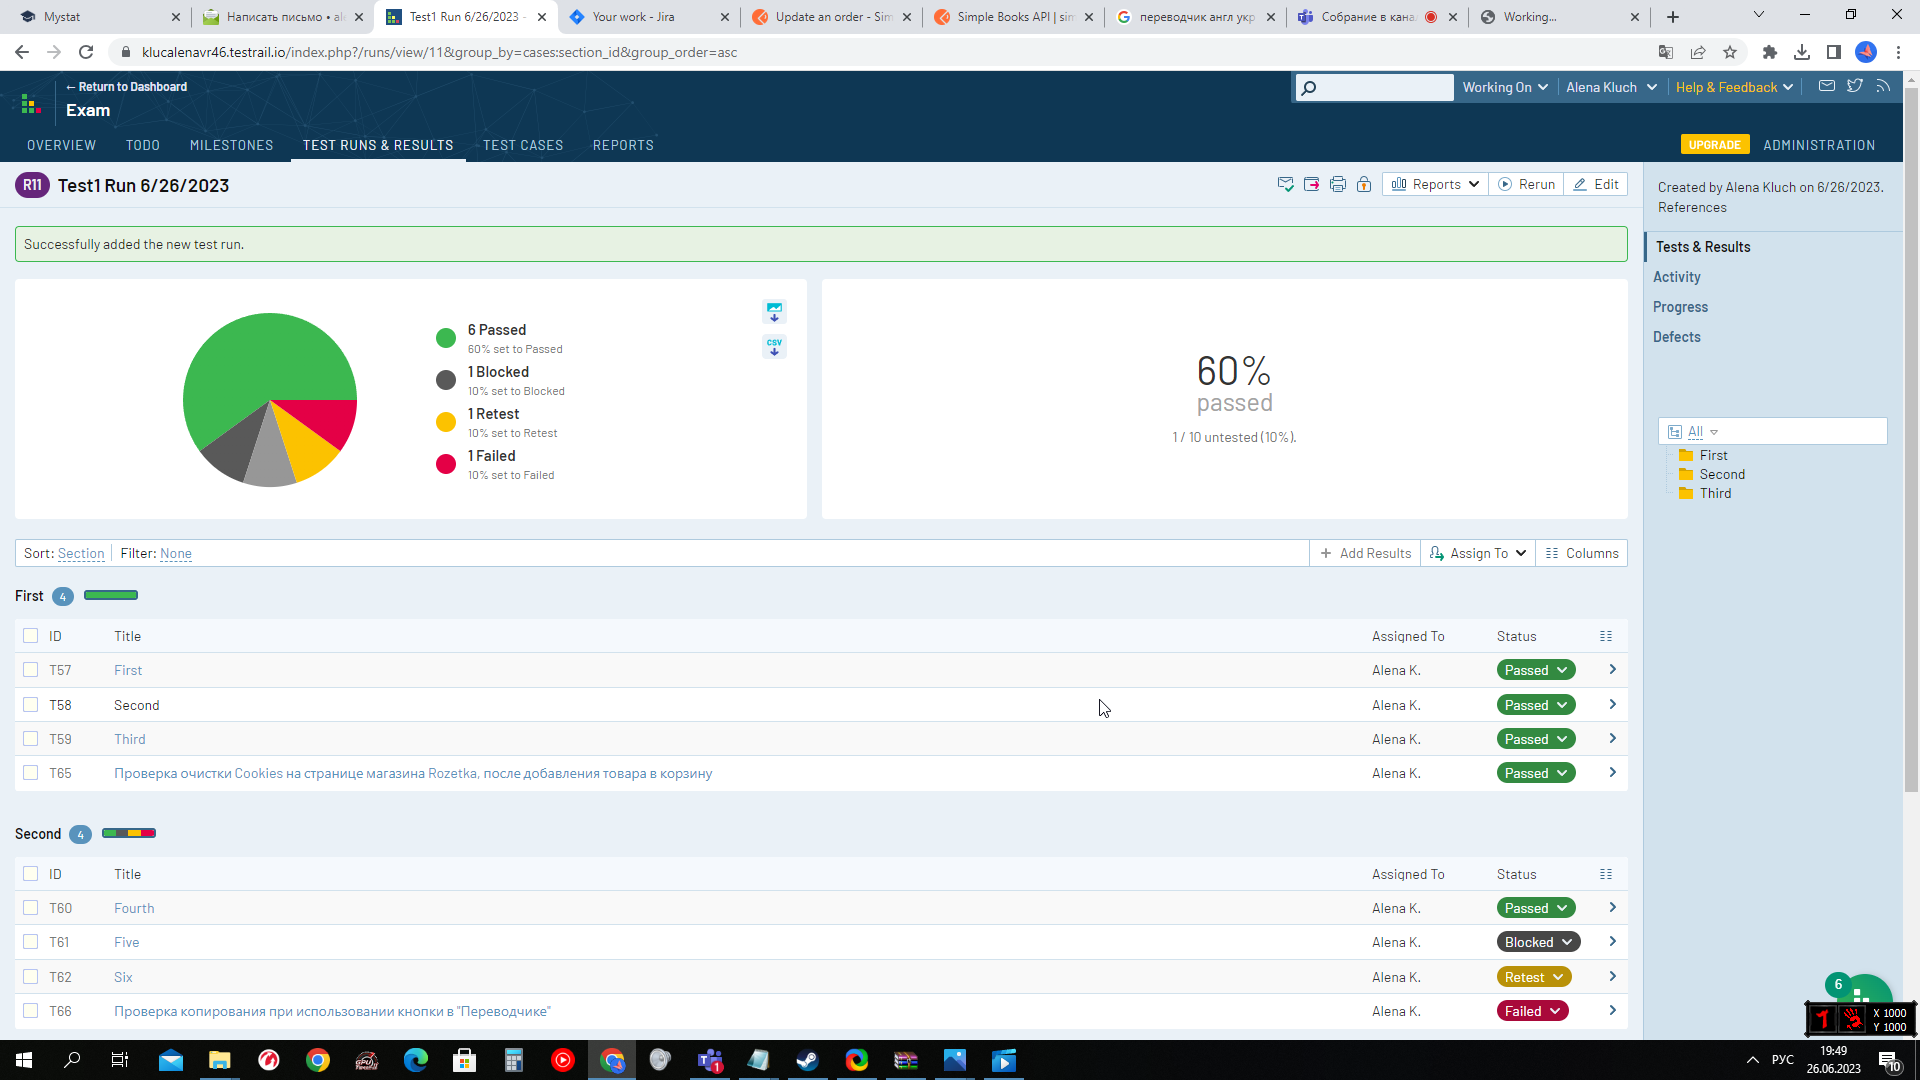 Mystat
Написать письмо • al
Test1 Run 6/26/2023 -
Your work - Jira
Update an order - Sim
Simple Books API | sim
переводчик англ укр
Собрание в кана
Working...
klucalenavr46.testrail.io/index.php?/runs/view/11&group_by=cases:section_id&group_order=asc
← Return to Dashboard
Exam
Working On
Alena Kluch
Help & Feedback
OVERVIEW
TODO
MILESTONES
TEST RUNS & RESULTS
TEST CASES
REPORTS
UPGRADE
ADMINISTRATION
R11
Test1 Run 6/26/2023
Reports
Rerun
Edit
Created by Alena Kluch on 6/26/2023.
References
Successfully added the new test run.
Tests & Results
Activity
Progress
Defects
6 Passed
60% set to Passed
1 Blocked
10% set to Blocked
1 Retest
10% set to Retest
1 Failed
10% set to Failed
CSV
60%
passed
1 / 10 untested (10%).
All
First
Second
Third
Sort: Section
Filter: None
+ Add Results
Assign To
Columns
First 4
ID Title Assigned To Status
T57 First Alena K. Passed
T58 Second Alena K. Passed
T59 Third Alena K. Passed
T65 Проверка очистки Cookies на странице магазина Rozetka, после добавления товара в корзину Alena K. Passed
Second 4
ID Title Assigned To Status
T60 Fourth Alena K. Passed
T61 Five Alena K. Blocked
T62 Six Alena K. Retest
T66 Проверка копирования при использовании кнопки в "Переводчике" Alena K. Failed
6
X 1000
Y 1000
1
РУС
19:49
26.06.2023
10